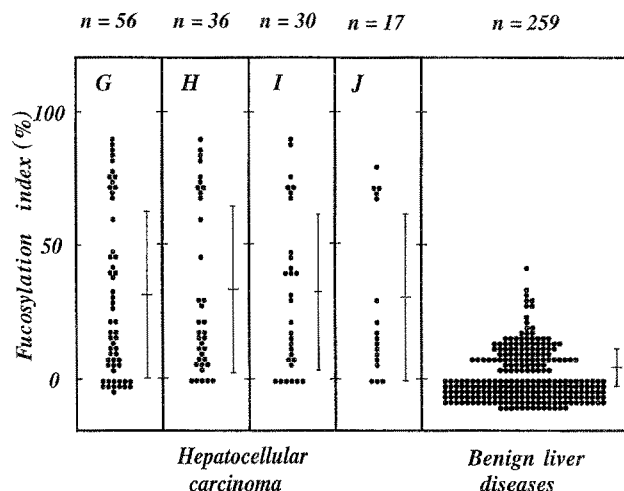 n = 56 n = 36 n = 30 n = 17 n = 259
G H I J
100
50
0
Fucosylation index (%)
Hepatocellular carcinoma
Benign liver diseases